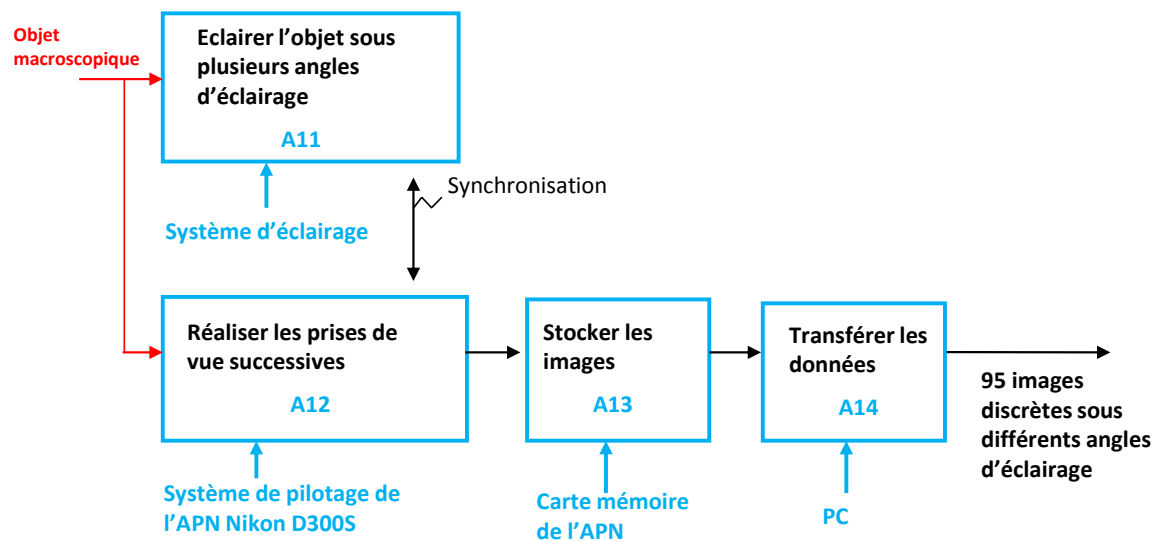 Objet
macroscopique
Eclairer l’objet sous
plusieurs angles
d’éclairage
A11
Système d’éclairage
Synchronisation
Réaliser les prises de
vue successives
A12
Système de pilotage de
l’APN Nikon D300S
Stocker les
images
A13
Carte mémoire
de l’APN
Transférer les
données
A14
PC
95 images
discrètes sous
différents angles
d’éclairage